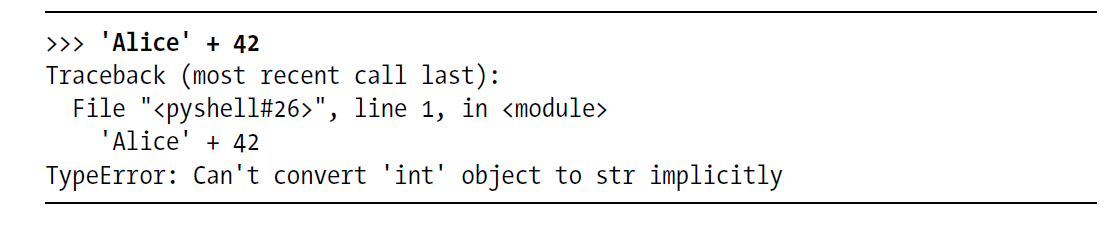 >>> 'Alice' + 42
Traceback (most recent call last):
  File "<pyshell#26>", line 1, in <module>
    'Alice' + 42
TypeError: Can't convert 'int' object to str implicitly